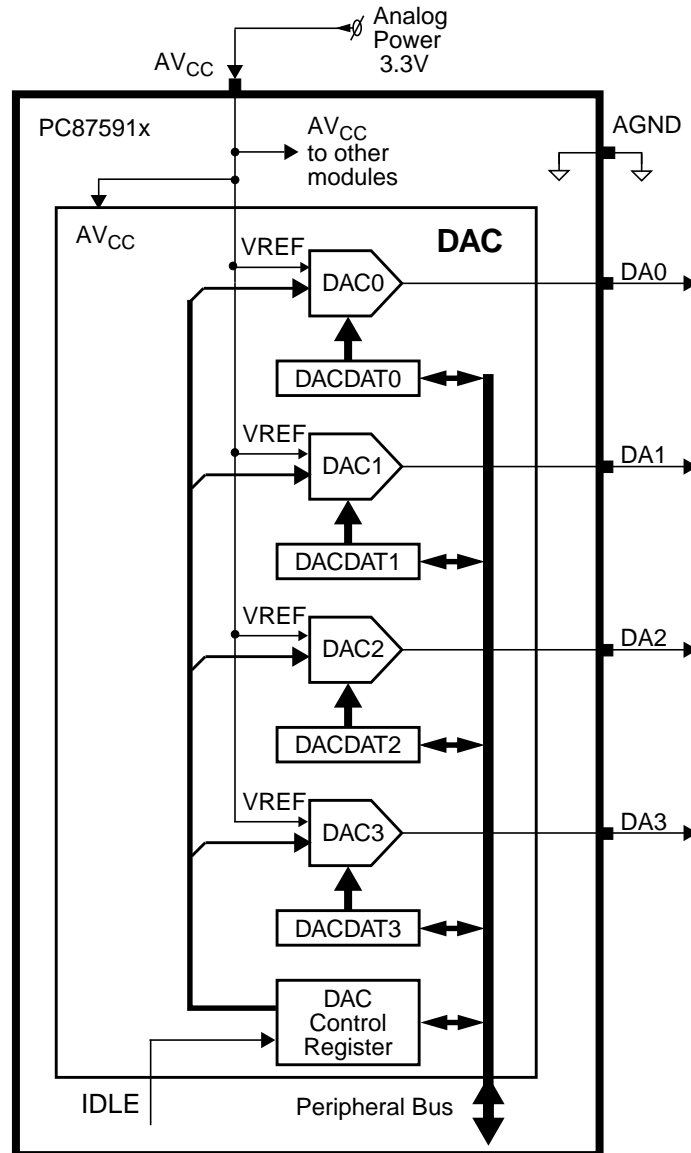 Analog
Power
3.3V
AVCC
PC87591x
AGND
AVCC
to other
modules
AVCC
DAC
VREF
DAC0
DA0
DACDAT0
VREF
DAC1
DA1
DACDAT1
VREF
DAC2
DA2
DACDAT2
VREF
DAC3
DA3
DACDAT3
DAC
Control
Register
IDLE
Peripheral Bus